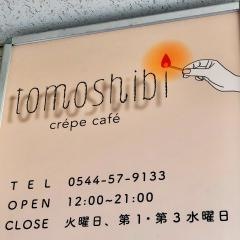 tomoshibi
crépe café
TEL 0544-57-9133
OPEN 12:00~21:00
CLOSE 火曜日、第1・第3水曜日